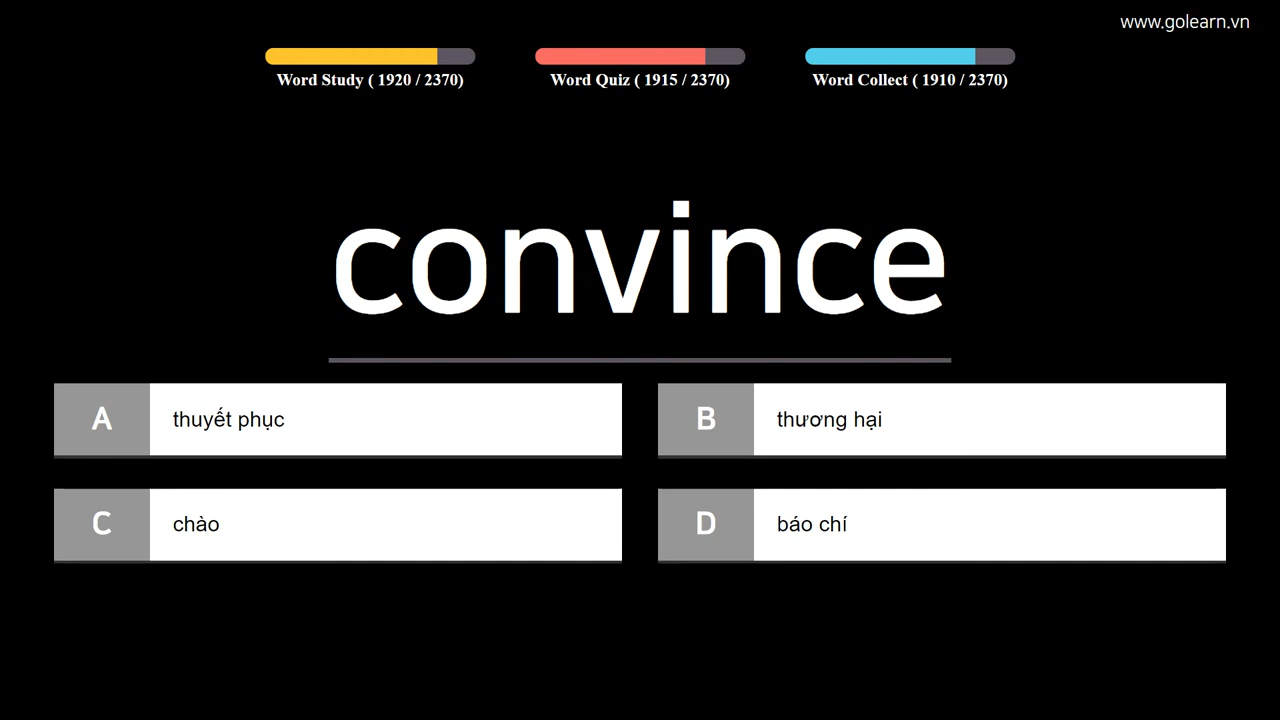 www.golearn.vn
Word Study ( 1920 / 2370)
Word Quiz ( 1915 / 2370)
Word Collect ( 1910 / 2370)
convince
A thuyết phục
B thương hại
C chào
D báo chí